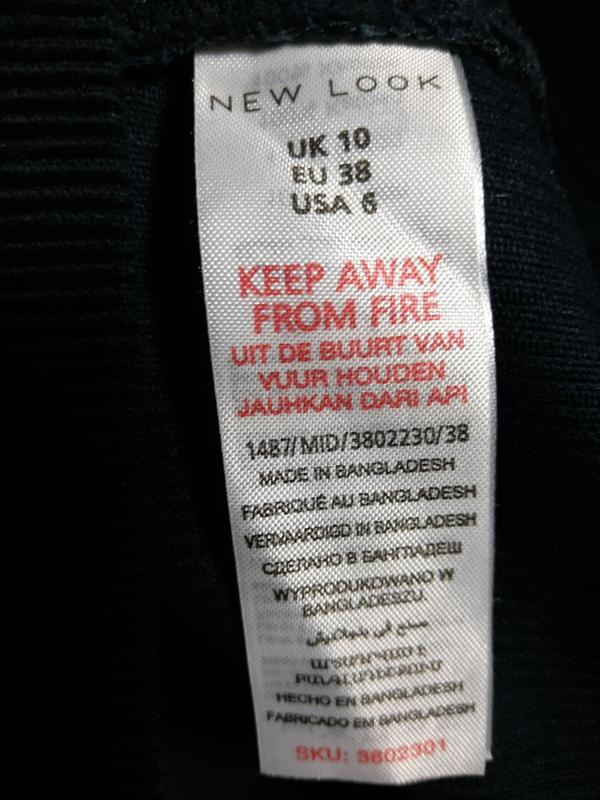 NEW LOOK
UK 10
EU 38
USA 6
KEEP AWAY
FROM FIRE
UIT DE BUURT VAN
VUUR HOUDEN
JAUHKAN DARI API
1487/MID/3802230/38
MADE IN BANGLADESH
FABRIQUÉ AU BANGLADESH
VERVAARDIGD IN BANGLADESH
СДЕЛАНО В БАНГЛАДЕШ
WYPRODUKOWANO W
BANGLADESZU
صنع في بنجلاديش
HECHO EN BANGLADESH
FABRICADO EM BANGLADESH
SKU: 3802301